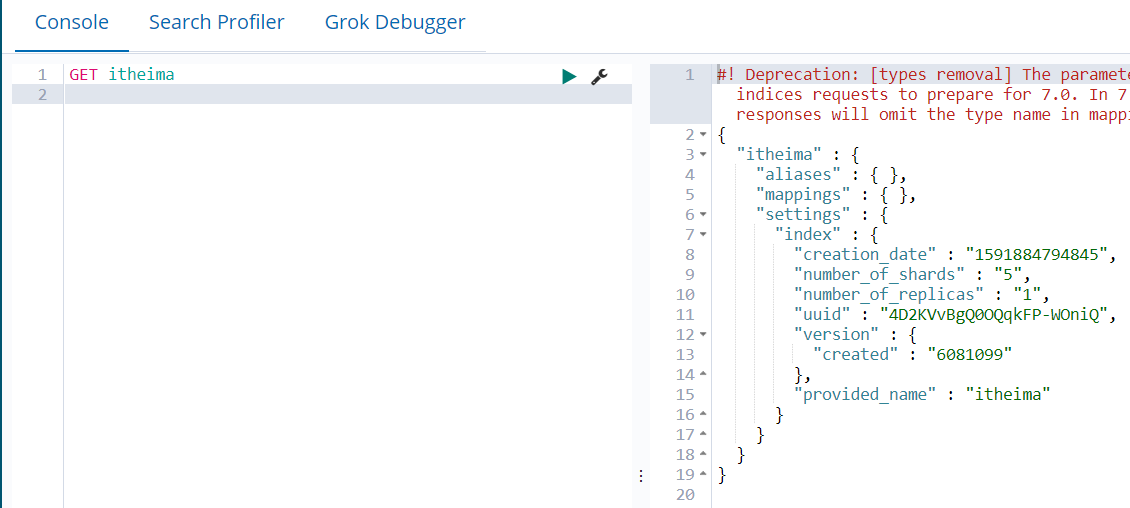 Console Search Profiler Grok Debugger
1 GET itheima
2
1 #! Deprecation: [types removal] The paramete
indices requests to prepare for 7.0. In 7
responses will omit the type name in mappi
2 {
3 "itheima" : {
4 "aliases" : { },
5 "mappings" : { },
6 "settings" : {
7 "index" : {
8 "creation_date" : "1591884794845",
9 "number_of_shards" : "5",
10 "number_of_replicas" : "1",
11 "uuid" : "4D2KVvBgQ0OQqkFP-WOniQ",
12 "version" : {
13 "created" : "6081099"
14 },
15 "provided_name" : "itheima"
16 }
17 }
18 }
19 }
20